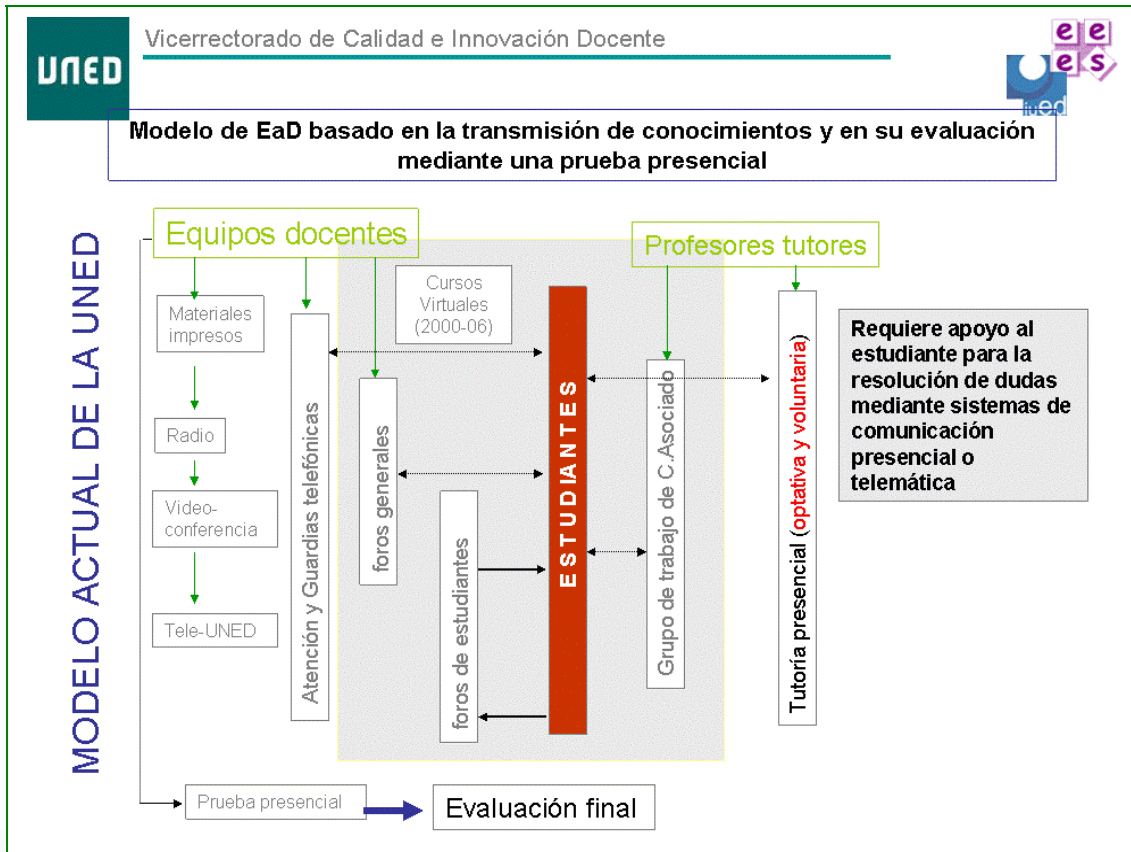 UNED
Vicerrectorado de Calidad e Innovación Docente
e e
e s
iued
Modelo de EaD basado en la transmisión de conocimientos y en su evaluación
mediante una prueba presencial
MODELO ACTUAL DE LA UNED
Equipos docentes
Profesores tutores
Materiales
impresos
Radio
Video-
conferencia
Tele-UNED
Atención y Guardias telefónicas
Cursos
Virtuales
(2000-06)
foros generales
foros de estudiantes
ESTUDIANTES
Grupo de trabajo de C.Asociado
Tutoría presencial (optativa y voluntaria)
Requiere apoyo al
estudiante para la
resolución de dudas
mediante sistemas de
comunicación
presencial o
telemática
Prueba presencial
Evaluación final